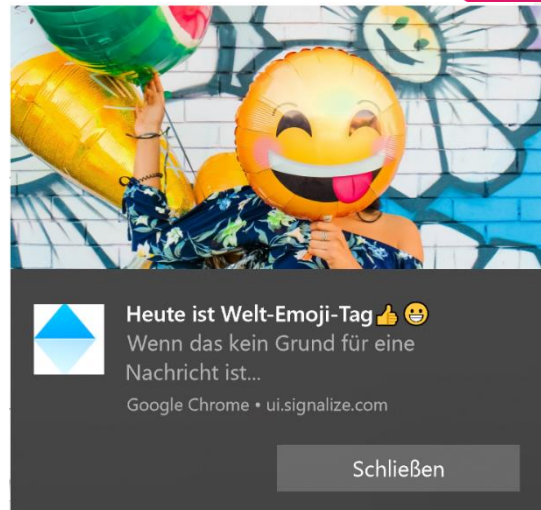 Heute ist Welt-Emoji-Tag👍😀
Wenn das kein Grund für eine
Nachricht ist...
Google Chrome • ui.signalize.com
Schließen